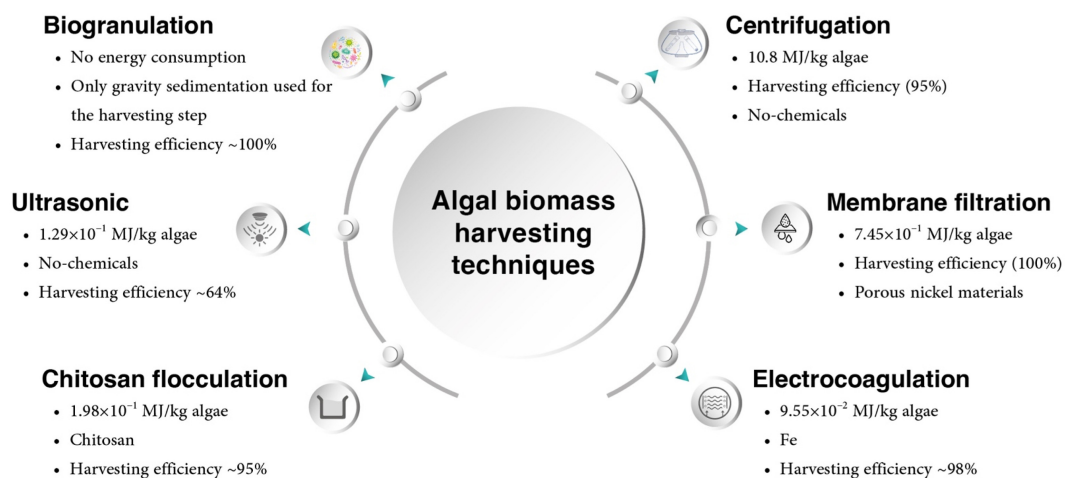 Biogranulation
• No energy consumption
• Only gravity sedimentation used for
the harvesting step
• Harvesting efficiency ~100%
Ultrasonic
• 1.29×10⁻¹ MJ/kg algae
• No-chemicals
• Harvesting efficiency ~64%
Chitosan flocculation
• 1.98×10⁻¹ MJ/kg algae
• Chitosan
• Harvesting efficiency ~95%
Algal biomass
harvesting
techniques
Centrifugation
• 10.8 MJ/kg algae
• Harvesting efficiency (95%)
• No-chemicals
Membrane filtration
• 7.45×10⁻¹ MJ/kg algae
• Harvesting efficiency (100%)
• Porous nickel materials
Electrocoagulation
• 9.55×10⁻² MJ/kg algae
• Fe
• Harvesting efficiency ~98%